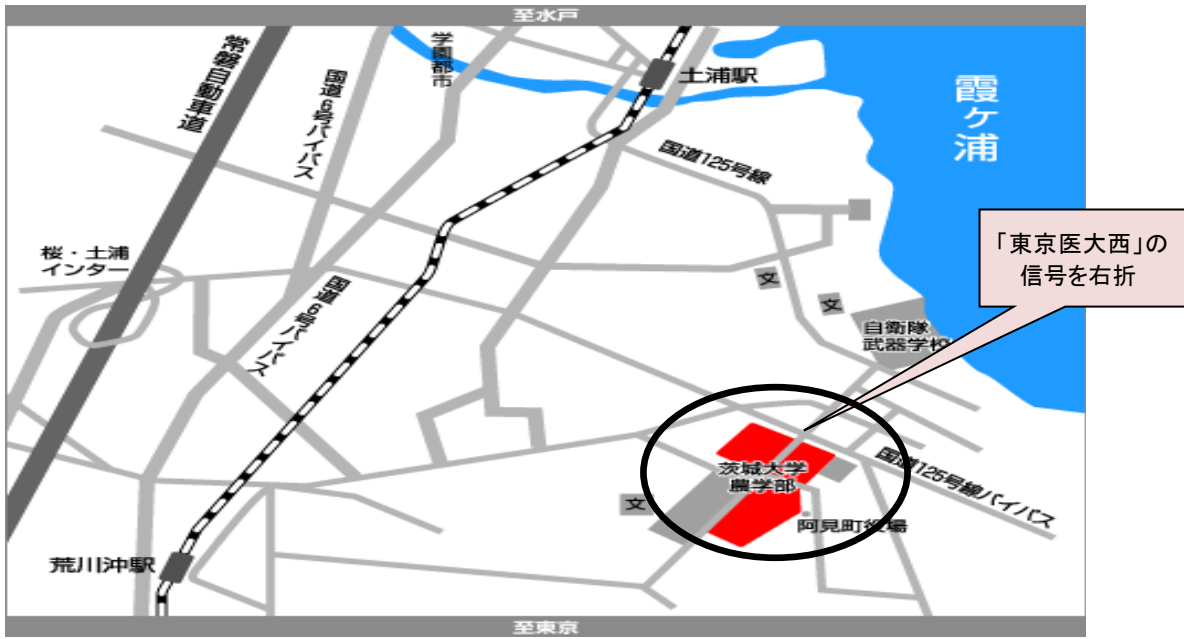 至水戸
常磐自動車道
国道6号バイパス
学園都市
土浦駅
霞ヶ浦
国道125号線
「東京医大西」の
信号を右折
桜・土浦
インター
国道6号バイパス
文
文
自衛隊
武器学校
茨城大学
農学部
国道125号線バイパス
文
阿見町役場
荒川沖駅
至東京